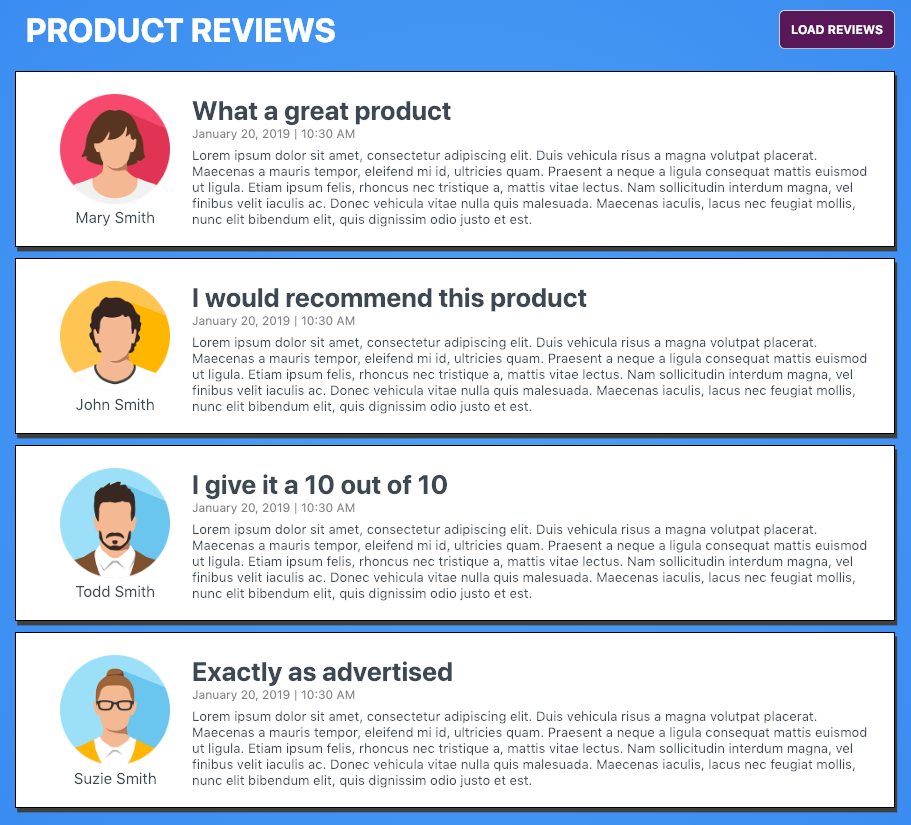 PRODUCT REVIEWS
LOAD REVIEWS
What a great product
January 20, 2019 | 10:30 AM
Lorem ipsum dolor sit amet, consectetur adipiscing elit. Duis vehicula risus a magna volutpat placerat.
Maecenas a mauris tempor, eleifend mi id, ultricies quam. Praesent a neque a ligula consequat mattis euismod
ut ligula. Etiam ipsum felis, rhoncus nec tristique a, mattis vitae lectus. Nam sollicitudin interdum magna, vel
finibus velit iaculis ac. Donec vehicula vitae nulla quis malesuada. Maecenas iaculis, lacus nec feugiat mollis,
nunc elit bibendum elit, quis dignissim odio justo et est.
Mary Smith
I would recommend this product
January 20, 2019 | 10:30 AM
Lorem ipsum dolor sit amet, consectetur adipiscing elit. Duis vehicula risus a magna volutpat placerat.
Maecenas a mauris tempor, eleifend mi id, ultricies quam. Praesent a neque a ligula consequat mattis euismod
ut ligula. Etiam ipsum felis, rhoncus nec tristique a, mattis vitae lectus. Nam sollicitudin interdum magna, vel
finibus velit iaculis ac. Donec vehicula vitae nulla quis malesuada. Maecenas iaculis, lacus nec feugiat mollis,
nunc elit bibendum elit, quis dignissim odio justo et est.
John Smith
I give it a 10 out of 10
January 20, 2019 | 10:30 AM
Lorem ipsum dolor sit amet, consectetur adipiscing elit. Duis vehicula risus a magna volutpat placerat.
Maecenas a mauris tempor, eleifend mi id, ultricies quam. Praesent a neque a ligula consequat mattis euismod
ut ligula. Etiam ipsum felis, rhoncus nec tristique a, mattis vitae lectus. Nam sollicitudin interdum magna, vel
finibus velit iaculis ac. Donec vehicula vitae nulla quis malesuada. Maecenas iaculis, lacus nec feugiat mollis,
nunc elit bibendum elit, quis dignissim odio justo et est.
Todd Smith
Exactly as advertised
January 20, 2019 | 10:30 AM
Lorem ipsum dolor sit amet, consectetur adipiscing elit. Duis vehicula risus a magna volutpat placerat.
Maecenas a mauris tempor, eleifend mi id, ultricies quam. Praesent a neque a ligula consequat mattis euismod
ut ligula. Etiam ipsum felis, rhoncus nec tristique a, mattis vitae lectus. Nam sollicitudin interdum magna, vel
finibus velit iaculis ac. Donec vehicula vitae nulla quis malesuada. Maecenas iaculis, lacus nec feugiat mollis,
nunc elit bibendum elit, quis dignissim odio justo et est.
Suzie Smith